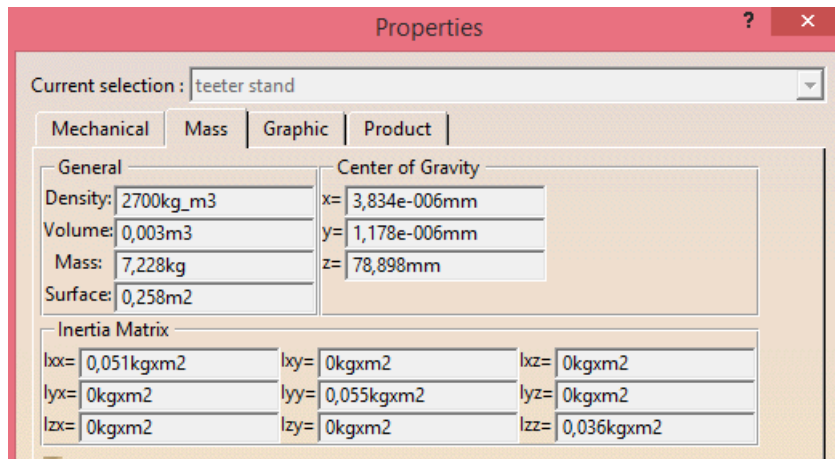 Properties ? ×
Current selection : teeter stand
Mechanical Mass Graphic Product
General Center of Gravity
Density: 2700kg_m3 x= 3,834e-006mm
Volume: 0,003m3 y= 1,178e-006mm
Mass: 7,228kg z= 78,898mm
Surface: 0,258m2
Inertia Matrix
Ixx= 0,051kgxm2 Ixy= 0kgxm2 Ixz= 0kgxm2
Iyx= 0kgxm2 Iyy= 0,055kgxm2 Iyz= 0kgxm2
Izx= 0kgxm2 Izy= 0kgxm2 Izz= 0,036kgxm2